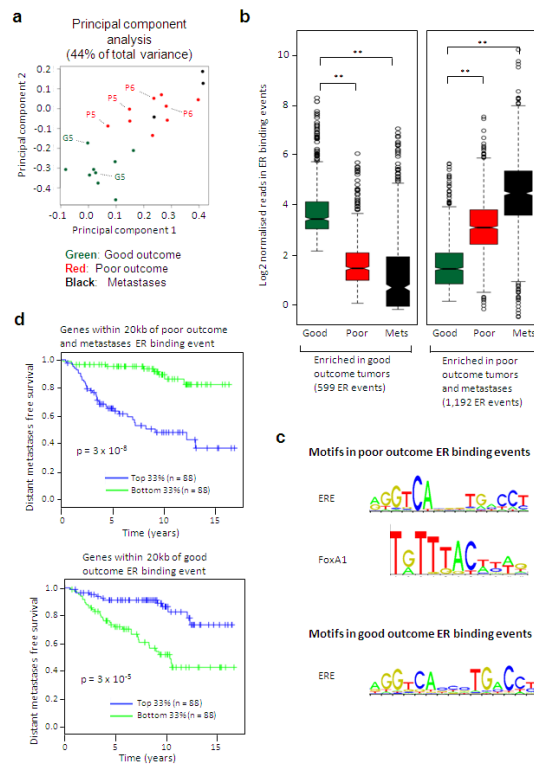 a
Principal component
analysis
(44% of total variance)
Principal component 2
0.2
0.1
0.0
-0.1
-0.2
-0.3
-0.4
P6
P5
P5
P6
G5
G5
-0.1 0.0 0.1 0.2 0.3 0.4
Principal component 1
Green: Good outcome
Red: Poor outcome
Black: Metastases
b
Log2 normalised reads in ER binding events
10
8
6
4
2
0
** **
** **
Good Poor Mets Good Poor Mets
Enriched in good
outcome tumors
(599 ER events)
Enriched in poor
outcome tumors
and metastases
(1,192 ER events)
c
Motifs in poor outcome ER binding events
ERE
FoxA1
Motifs in good outcome ER binding events
ERE
d
Genes within 20kb of poor outcome
and metastases ER binding event
Distant metastases free survival
1.0
0.8
0.6
0.4
0.2
0.0
p = 3 x 10-8
Top 33% (n = 88)
Bottom 33% (n = 88)
0 5 10 15
Time (years)
Genes within 20kb of good
outcome ER binding event
Distant metastases free survival
1.0
0.8
0.6
0.4
0.2
0.0
p = 3 x 10-5
Top 33% (n = 88)
Bottom 33% (n = 88)
0 5 10 15
Time (years)